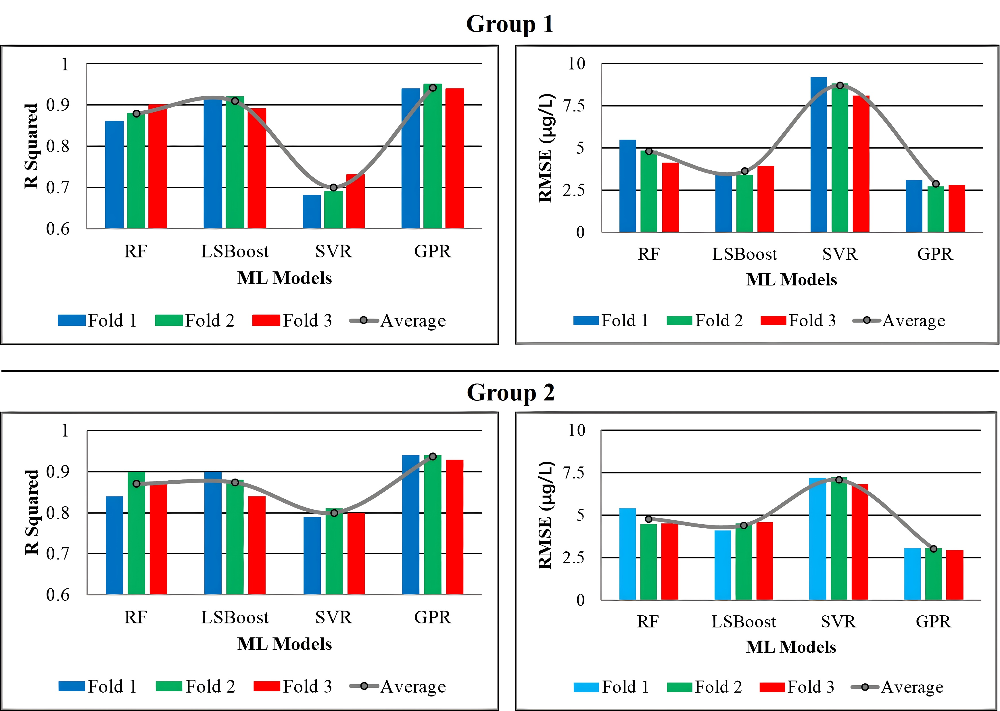 Group 1
R Squared
1
0.9
0.8
0.7
0.6
RF LSBoost SVR GPR
ML Models
Fold 1 Fold 2 Fold 3 Average
RMSE (µg/L)
10
7.5
5
2.5
0
RF LSBoost SVR GPR
ML Models
Fold 1 Fold 2 Fold 3 Average
Group 2
R Squared
1
0.9
0.8
0.7
0.6
RF LSBoost SVR GPR
ML Models
Fold 1 Fold 2 Fold 3 Average
RMSE (µg/L)
10
7.5
5
2.5
0
RF LSBoost SVR GPR
ML Models
Fold 1 Fold 2 Fold 3 Average